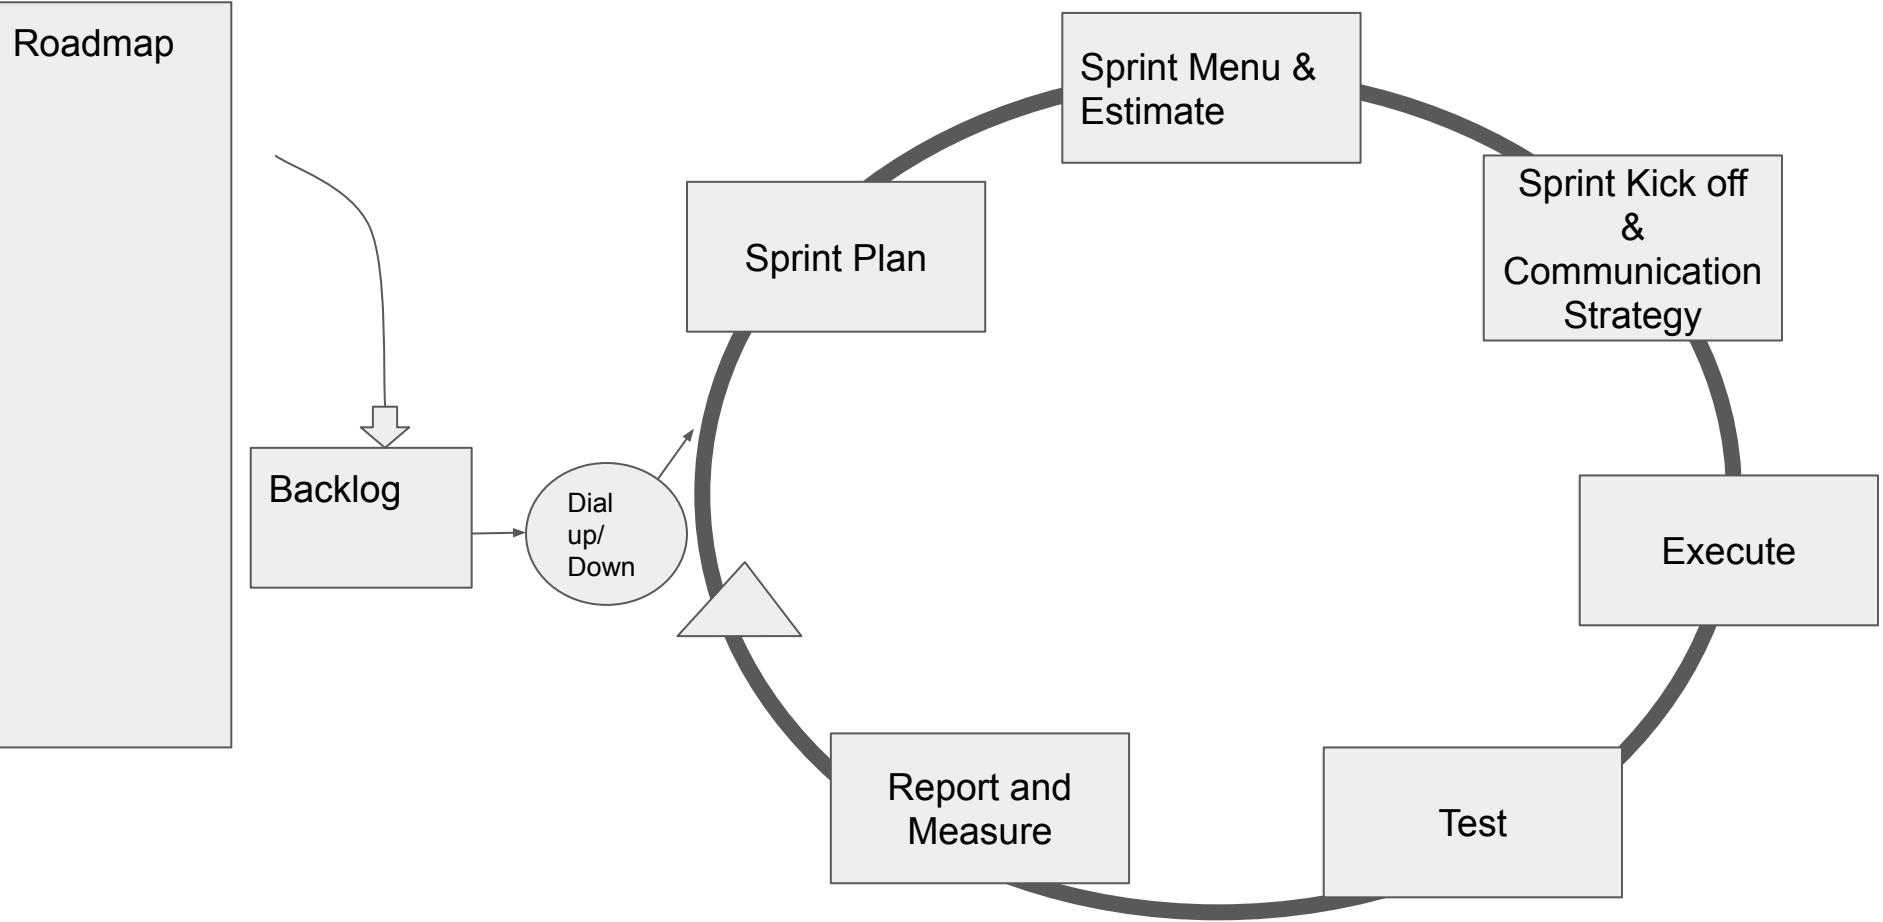 Roadmap
Backlog
Dial
up/
Down
Sprint Plan
Sprint Menu &
Estimate
Sprint Kick off
&
Communication
Strategy
Execute
Test
Report and
Measure